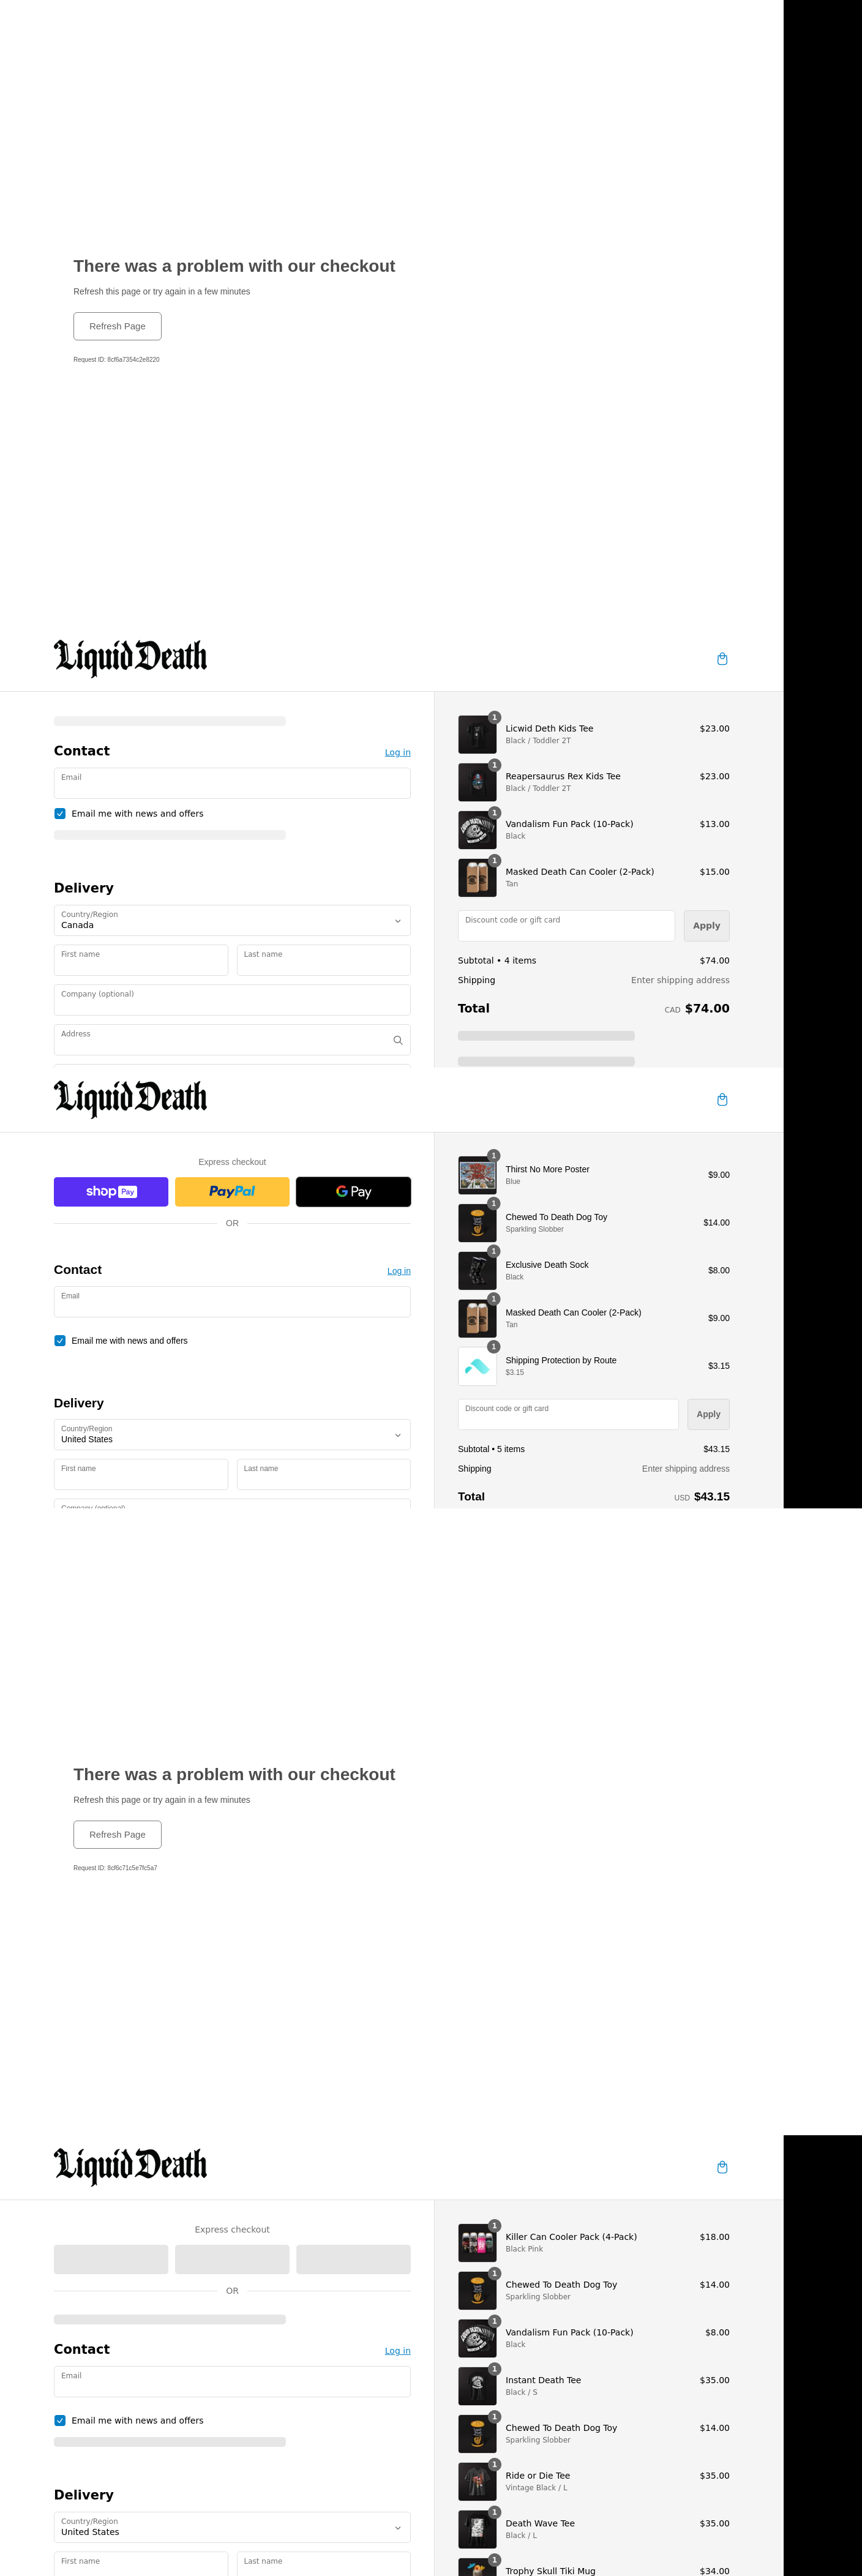 There was a problem with our checkout
Refresh this page or try again in a few minutes
Refresh Page
Request ID: 8cf6a7354c2e8220
Liquid Death
Contact
Log in
Email
Email me with news and offers
Delivery
Country/Region
Canada
First name
Last name
Company (optional)
Address
1
Licwid Deth Kids Tee
$23.00
Black / Toddler 2T
1
Reapersaurus Rex Kids Tee
$23.00
Black / Toddler 2T
1
Vandalism Fun Pack (10-Pack)
$13.00
Black
1
Masked Death Can Cooler (2-Pack)
$15.00
Tan
Discount code or gift card
Apply
Subtotal • 4 items
$74.00
Shipping
Enter shipping address
Total
CAD $74.00
Liquid Death
Express checkout
shop Pay
PayPal
G Pay
OR
Contact
Log in
Email
Email me with news and offers
Delivery
Country/Region
United States
First name
Last name
Company (optional)
1
Thirst No More Poster
$9.00
Blue
1
Chewed To Death Dog Toy
$14.00
Sparkling Slobber
1
Exclusive Death Sock
$8.00
Black
1
Masked Death Can Cooler (2-Pack)
$9.00
Tan
1
Shipping Protection by Route
$3.15
$3.15
Discount code or gift card
Apply
Subtotal • 5 items
$43.15
Shipping
Enter shipping address
Total
USD $43.15
There was a problem with our checkout
Refresh this page or try again in a few minutes
Refresh Page
Request ID: 8cf6c71c5e7fc5a7
Liquid Death
Express checkout
OR
Contact
Log in
Email
Email me with news and offers
Delivery
Country/Region
United States
First name
Last name
1
Killer Can Cooler Pack (4-Pack)
$18.00
Black Pink
1
Chewed To Death Dog Toy
$14.00
Sparkling Slobber
1
Vandalism Fun Pack (10-Pack)
$8.00
Black
1
Instant Death Tee
$35.00
Black / S
1
Chewed To Death Dog Toy
$14.00
Sparkling Slobber
1
Ride or Die Tee
$35.00
Vintage Black / L
1
Death Wave Tee
$35.00
Black / L
1
Trophy Skull Tiki Mug
$34.00